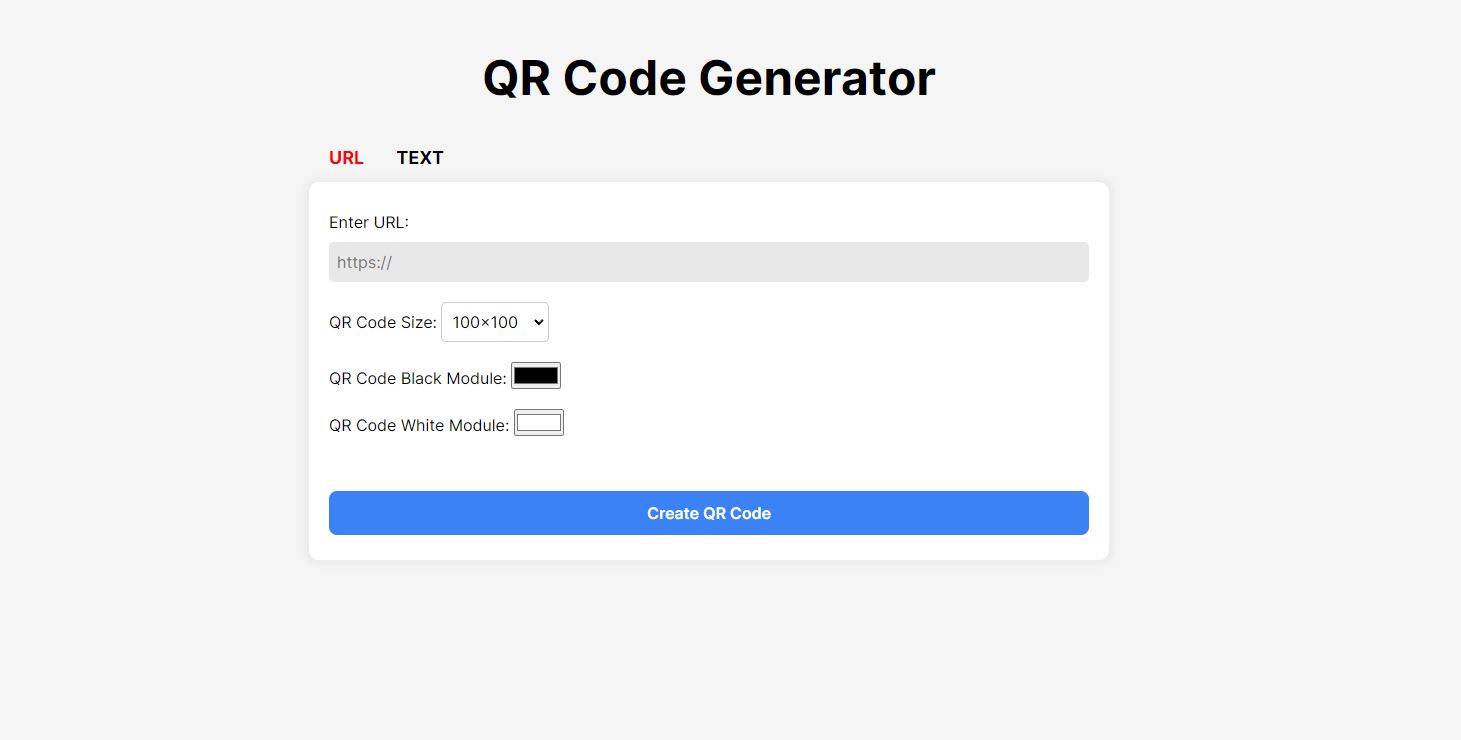 QR Code Generator
URL TEXT
Enter URL:
https://
QR Code Size: 100×100
QR Code Black Module:
QR Code White Module:
Create QR Code